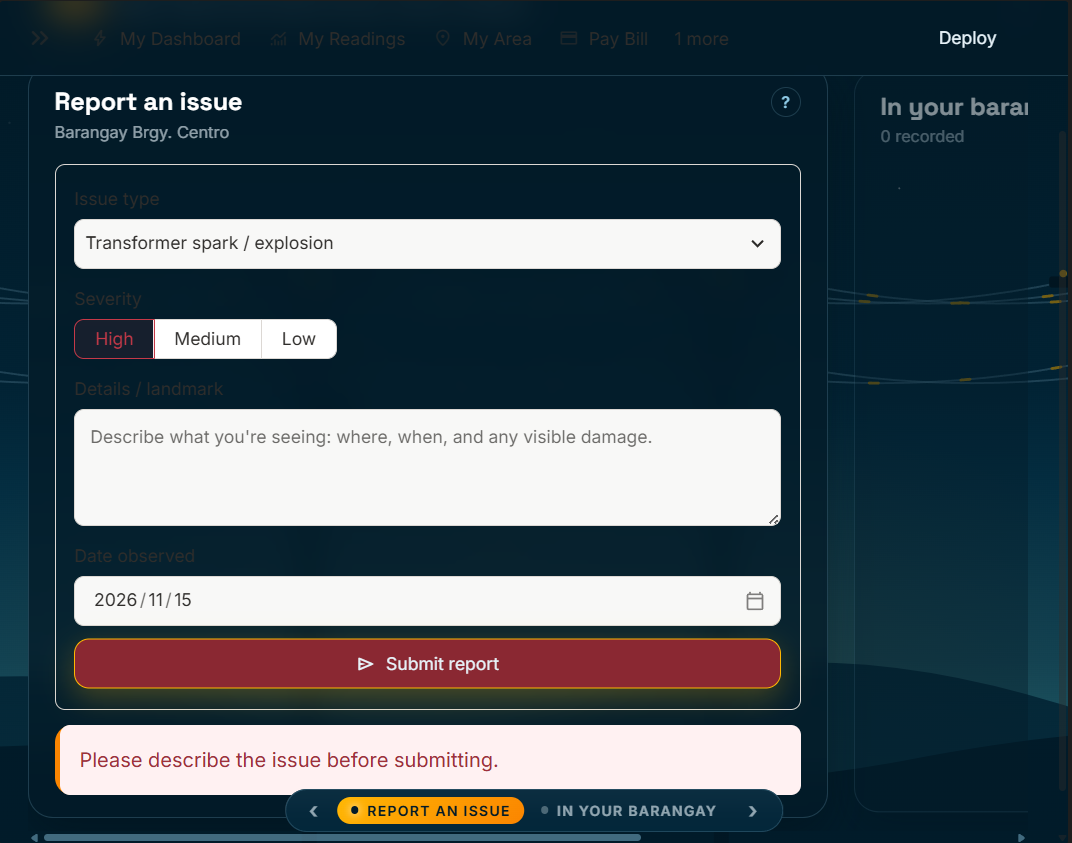 My Dashboard My Readings My Area Pay Bill 1 more Deploy
Report an issue
?
Barangay Brgy. Centro
In your
0 recorded
Issue type
Transformer spark / explosion
Severity
High Medium Low
Details / landmark
Describe what you're seeing: where, when, and any visible damage.
Date observed
2026/11/15
Submit report
Please describe the issue before submitting.
REPORT AN ISSUE IN YOUR BARANGAY